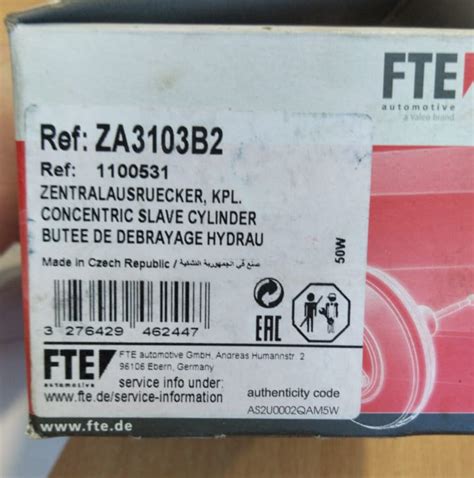 FTE
automotive
a Valeo brand
Ref: ZA3103B2
Ref: 1100531
ZENTRALAUSRUECKER, KPL.
CONCENTRIC SLAVE CYLINDER
BUTEE DE DEBRAYAGE HYDRAU
Made in Czech Republic / صنع في الجمهورية التشيكية
50W
3 276429 462447
EAC
FTE
automotive
FTE automotive GmbH, Andreas Humannstr. 2
96106 Ebern, Germany
service info under:
www.fte.de/service-information
authenticity code
AS2U0002QAM5W
www.fte.de